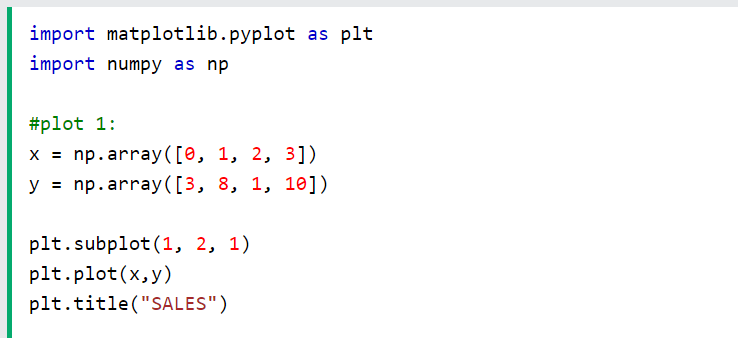 import matplotlib.pyplot as plt
import numpy as np
#plot 1:
x = np.array([0, 1, 2, 3])
y = np.array([3, 8, 1, 10])
plt.subplot(1, 2, 1)
plt.plot(x,y)
plt.title("SALES")